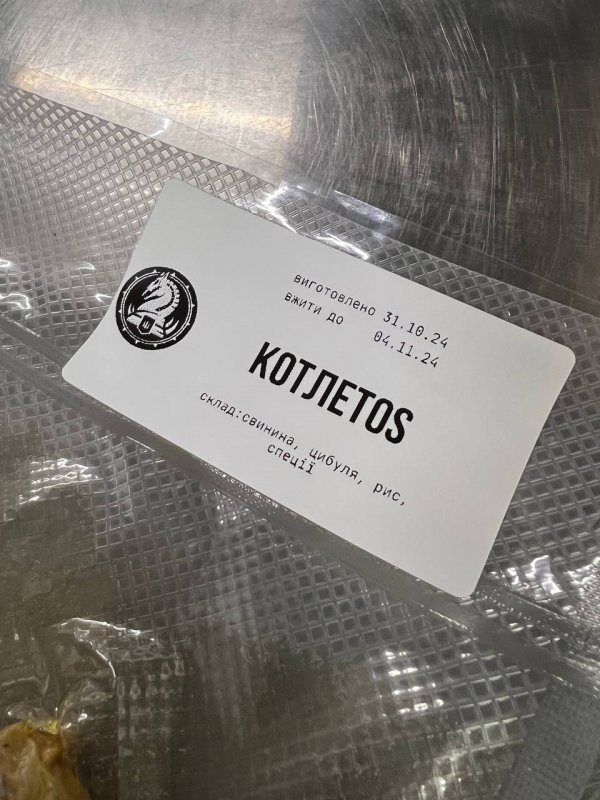 виготовлено 31.10.24
вжити до 04.11.24
КОТЛЕТОS
склад:свинина, цибуля, рис,
спеції